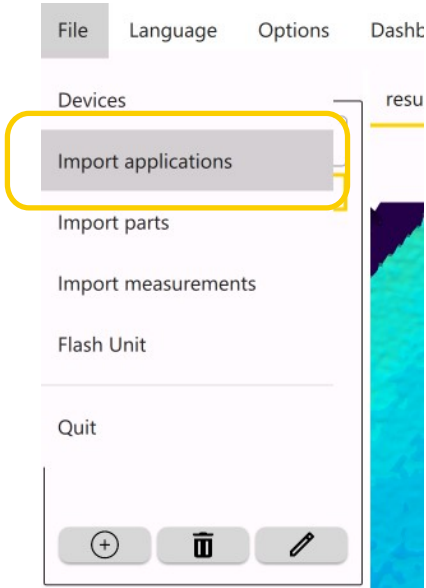 File Language Options Dashb
Devices
resu
Import applications
Import parts
Import measurements
Flash Unit
Quit